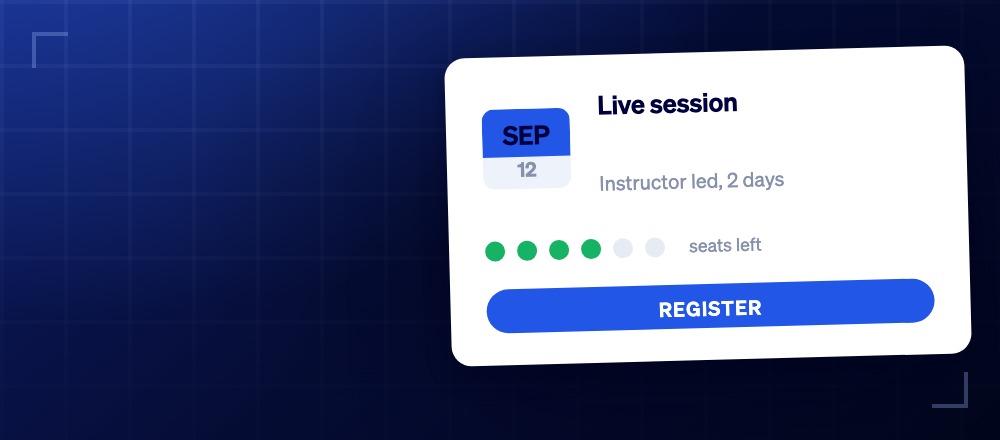 Live session
SEP
12
Instructor led, 2 days
seats left
REGISTER